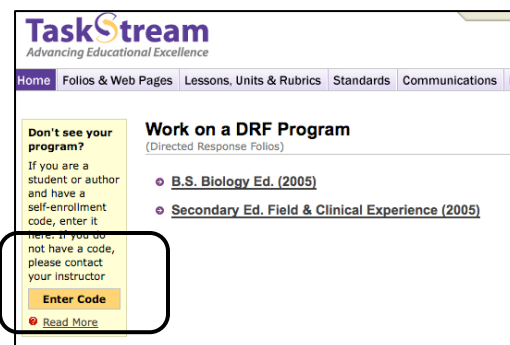 TaskStream
Advancing Educational Excellence
Home Folios & Web Pages Lessons, Units & Rubrics Standards Communications
Don't see your
program?
If you are a
student or author
and have a
self-enrollment
code, enter it
here. If you do
not have a code,
please contact
your instructor
Enter Code
Read More
Work on a DRF Program
(Directed Response Folios)
B.S. Biology Ed. (2005)
Secondary Ed. Field & Clinical Experience (2005)